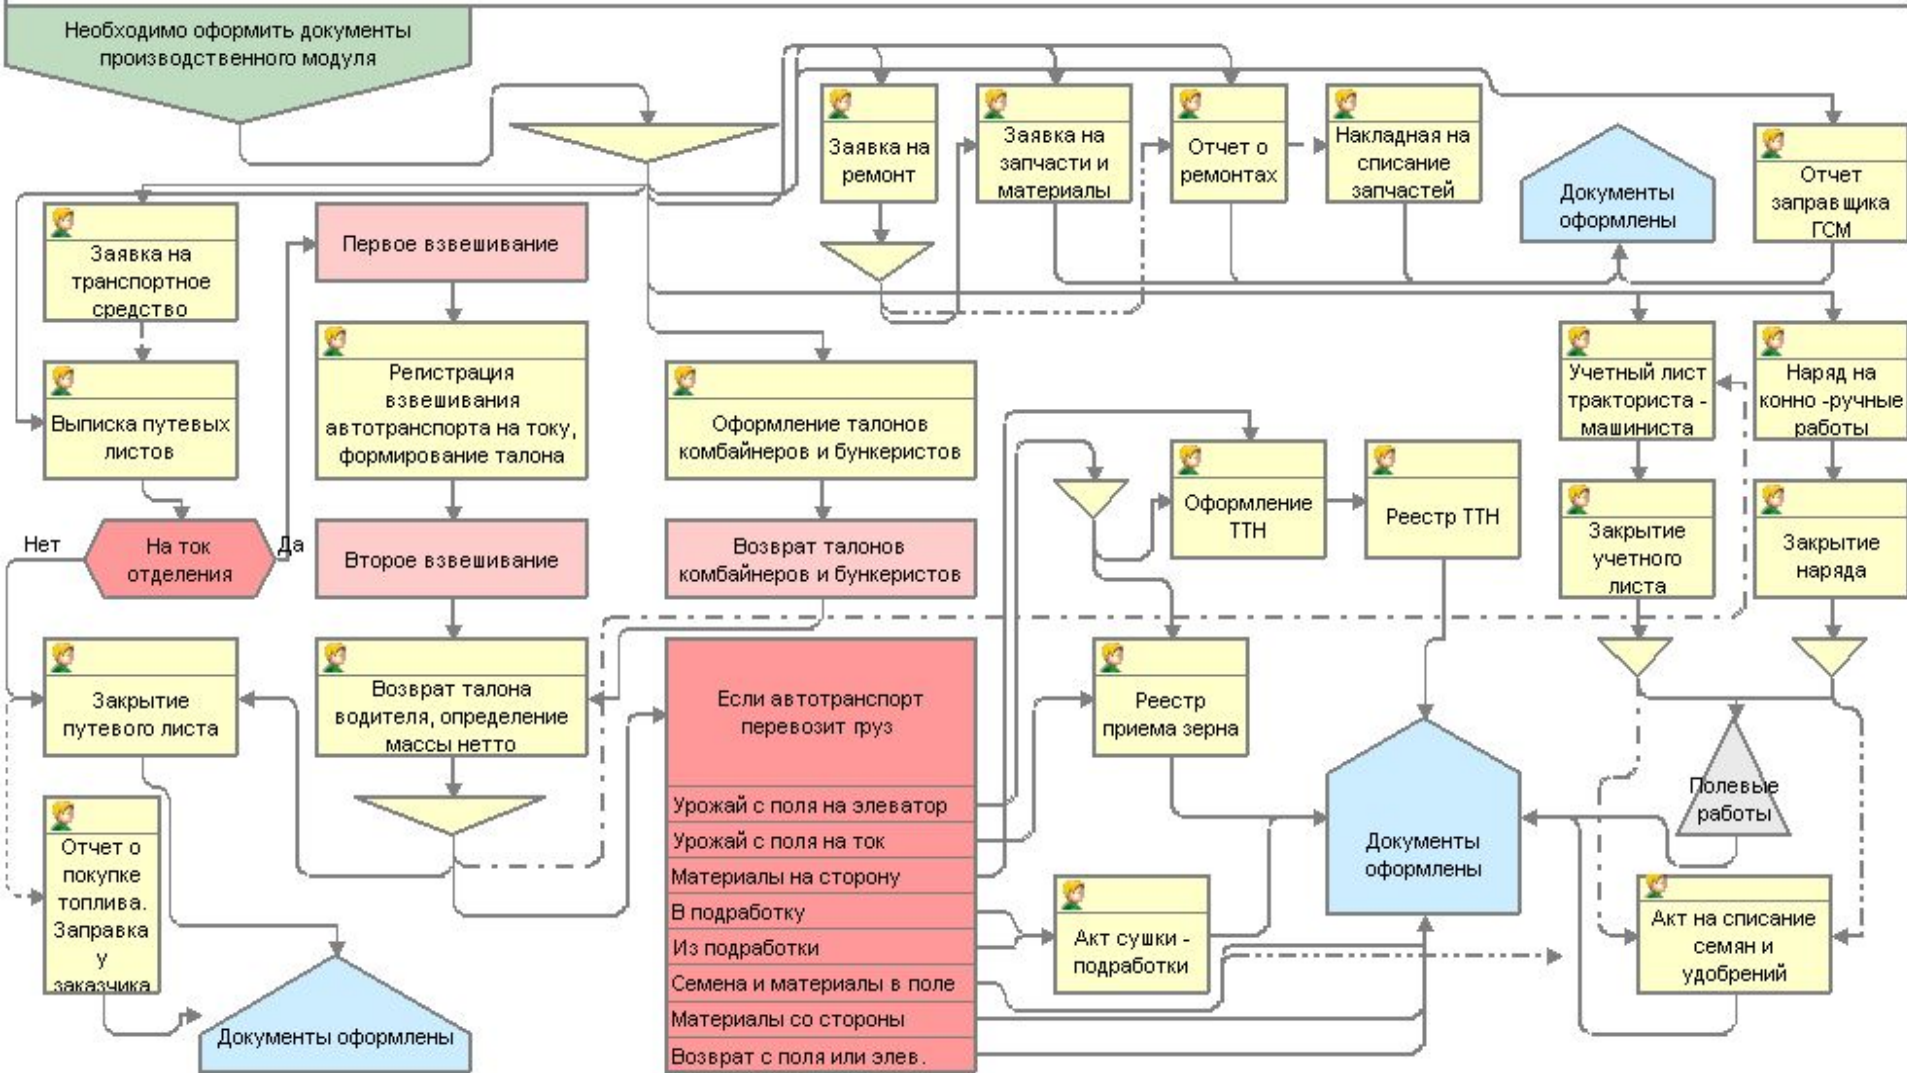 Необходимо оформить документы
производственного модуля
Заявка на
ремонт
Заявка на
запчасти и
материалы
Отчет о
ремонтах
Накладная на
списание
запчастей
Документы
оформлены
Отчет
заправщика
ГСМ
Заявка на
транспортное
средство
Первое взвешивание
Выписка путевых
листов
Регистрация
взвешивания
автотранспорта на току,
формирование талона
Оформление талонов
комбайнеров и бункеристов
Учетный лист
тракториста -
машиниста
Наряд на
конно -ручные
работы
Оформление
ТТН
Реестр ТТН
Нет
На ток
отделения
Да
Второе взвешивание
Возврат талонов
комбайнеров и бункеристов
Закрытие
учетного
листа
Закрытие
наряда
Закрытие
путевого листа
Возврат талона
водителя, определение
массы нетто
Если автотранспорт
перевозит груз
Урожай с поля на элеватор
Урожай с поля на ток
Материалы на сторону
В подработку
Из подработки
Семена и материалы в поле
Материалы со стороны
Возврат с поля или элев.
Реестр
приема зерна
Документы
оформлены
Полевые
работы
Отчет о
покупке
топлива.
Заправка
у
заказчика
Документы оформлены
Акт сушки -
подработки
Акт на списание
семян и
удобрений